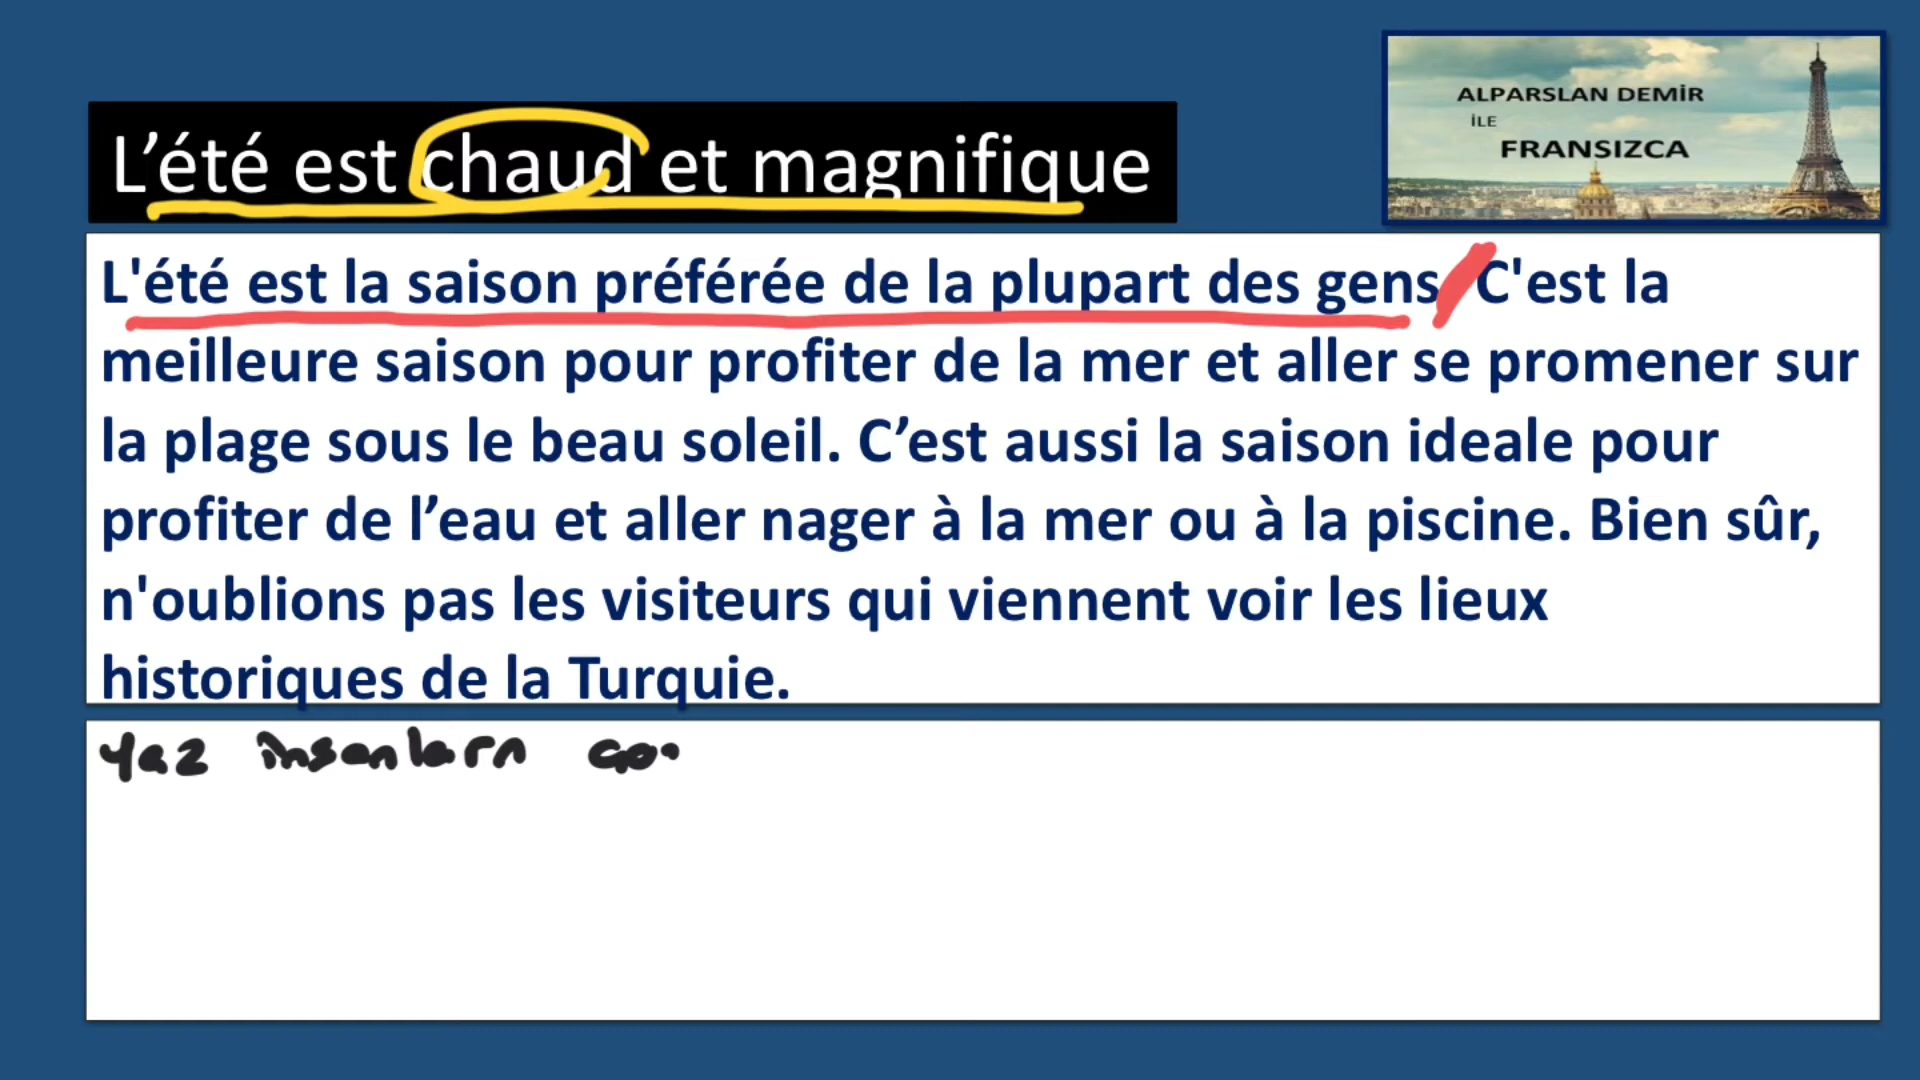 ALPARSLAN DEMİR
İLE
FRANSIZCA
L’été est chaud et magnifique
L'été est la saison préférée de la plupart des gens C'est la
meilleure saison pour profiter de la mer et aller se promener sur
la plage sous le beau soleil. C’est aussi la saison ideale pour
profiter de l’eau et aller nager à la mer ou à la piscine. Bien sûr,
n'oublions pas les visiteurs qui viennent voir les lieux
historiques de la Turquie.
Yaz insanların